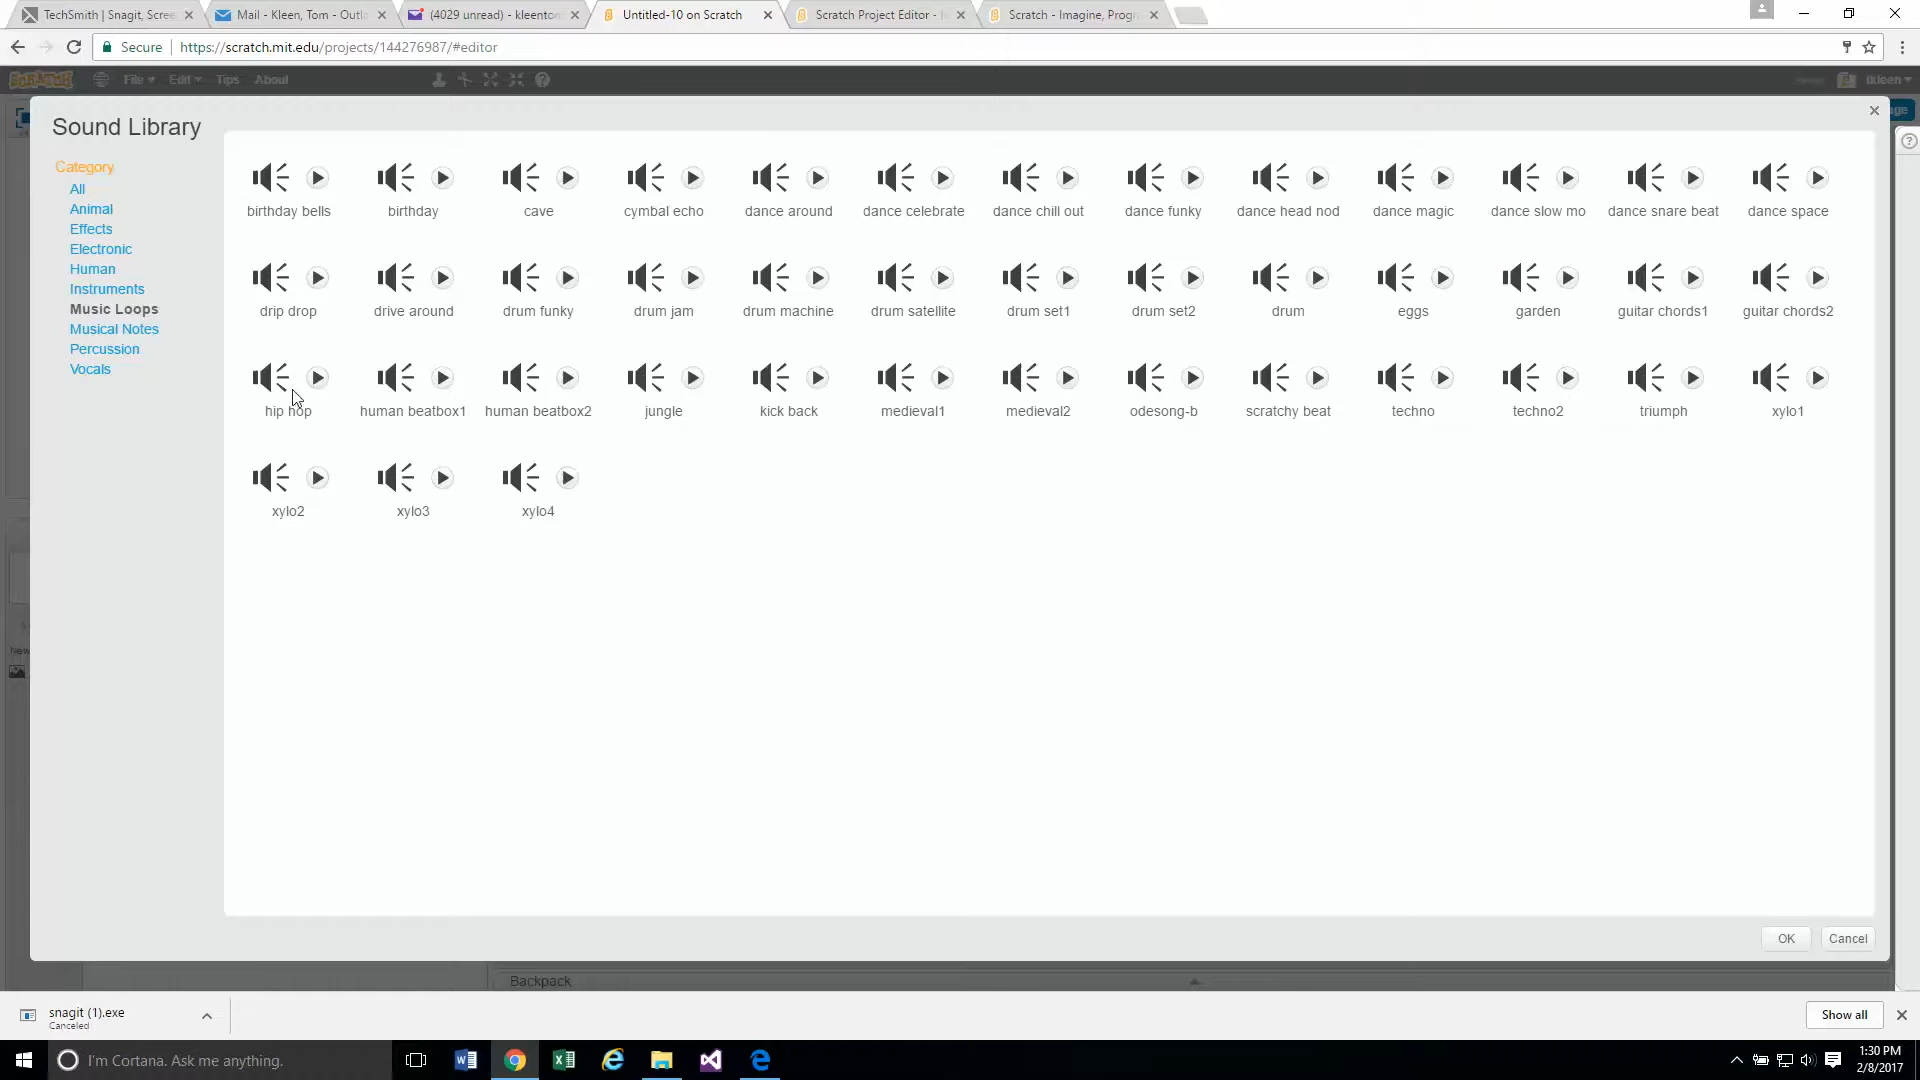 TechSmith | Snagit, Scree
Mail - Kleen, Tom - Outlo
(4029 unread) - kleenton
Untitled-10 on Scratch
Scratch Project Editor -
Scratch - Imagine, Progr
Secure https://scratch.mit.edu/projects/144276987/#editor
SCRATCH File Edit Tips About tkleen
Sound Library
Category
All
Animal
Effects
Electronic
Human
Instruments
Music Loops
Musical Notes
Percussion
Vocals
birthday bells birthday cave cymbal echo dance around dance celebrate dance chill out dance funky dance head nod dance magic dance slow mo dance snare beat dance space
drip drop drive around drum funky drum jam drum machine drum satellite drum set1 drum set2 drum eggs garden guitar chords1 guitar chords2
hip hop human beatbox1 human beatbox2 jungle kick back medieval1 medieval2 odesong-b scratchy beat techno techno2 triumph xylo1
xylo2 xylo3 xylo4
OK Cancel
Backpack
snagit (1).exe
Canceled
Show all
I'm Cortana. Ask me anything.
1:30 PM
2/8/2017